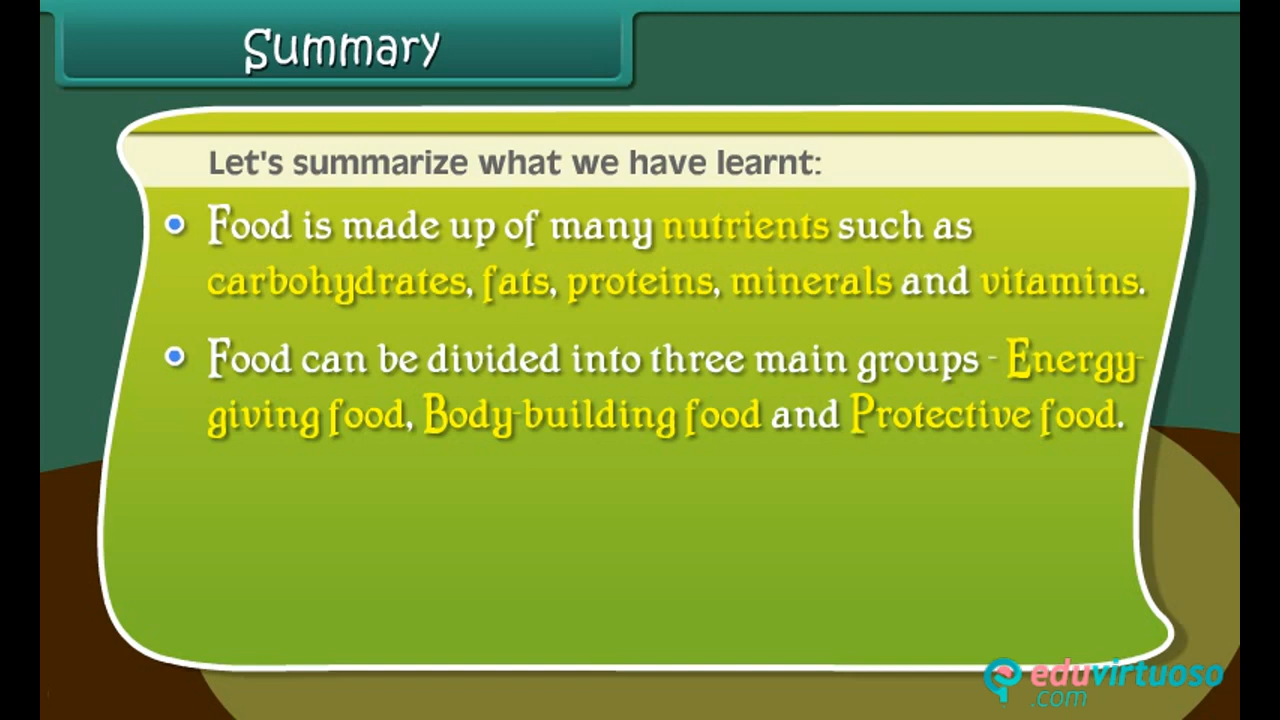 Summary
Let's summarize what we have learnt:
Food is made up of many nutrients such as
carbohydrates, fats, proteins, minerals and vitamins.
Food can be divided into three main groups - Energy-
giving food, Body-building food and Protective food.
eduvirtuoso
.com